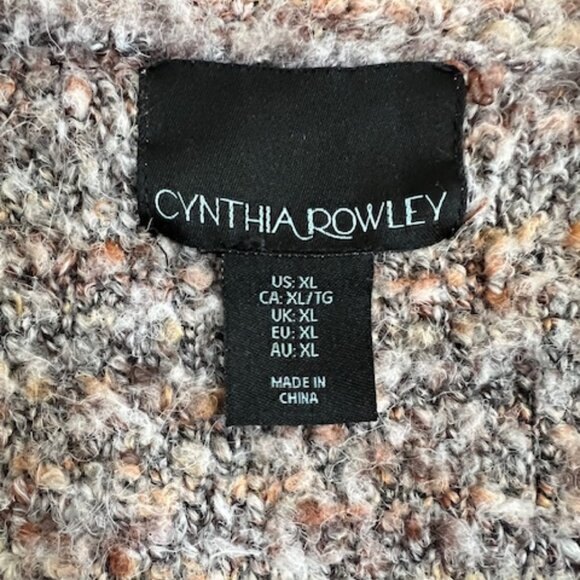 CYNTHIA ROWLEY
US: XL
CA: XL/TG
UK: XL
EU: XL
AU: XL
MADE IN
CHINA